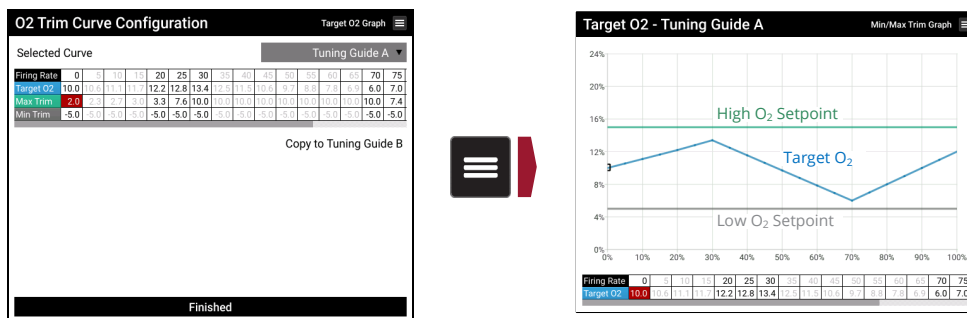 O2 Trim Curve Configuration
Target O2 Graph
Selected Curve
Tuning Guide A
Firing Rate 0 5 10 15 20 25 30 35 40 45 50 55 60 65 70 75
Target O2 10.0 10.6 11.1 11.7 12.2 12.8 13.4 12.5 11.5 10.6 9.7 8.8 7.8 6.9 6.0 7.0
Max Trim 2.0 2.3 2.7 3.0 3.3 7.6 10.0 10.0 10.0 10.0 10.0 10.0 10.0 10.0 10.0 7.4
Min Trim -5.0 -5.0 -5.0 -5.0 -5.0 -5.0 -5.0 -5.0 -5.0 -5.0 -5.0 -5.0 -5.0 -5.0 -5.0 -5.0
Copy to Tuning Guide B
Finished
Target O2 - Tuning Guide A
Min/Max Trim Graph
24%
20%
16%
12%
8%
4%
0%
High O₂ Setpoint
Target O₂
Low O₂ Setpoint
0% 10% 20% 30% 40% 50% 60% 70% 80% 90% 100%
Firing Rate 0 5 10 15 20 25 30 35 40 45 50 55 60 65 70 75
Target O2 10.0 10.6 11.1 11.7 12.2 12.8 13.4 12.5 11.5 10.6 9.7 8.8 7.8 6.9 6.0 7.0